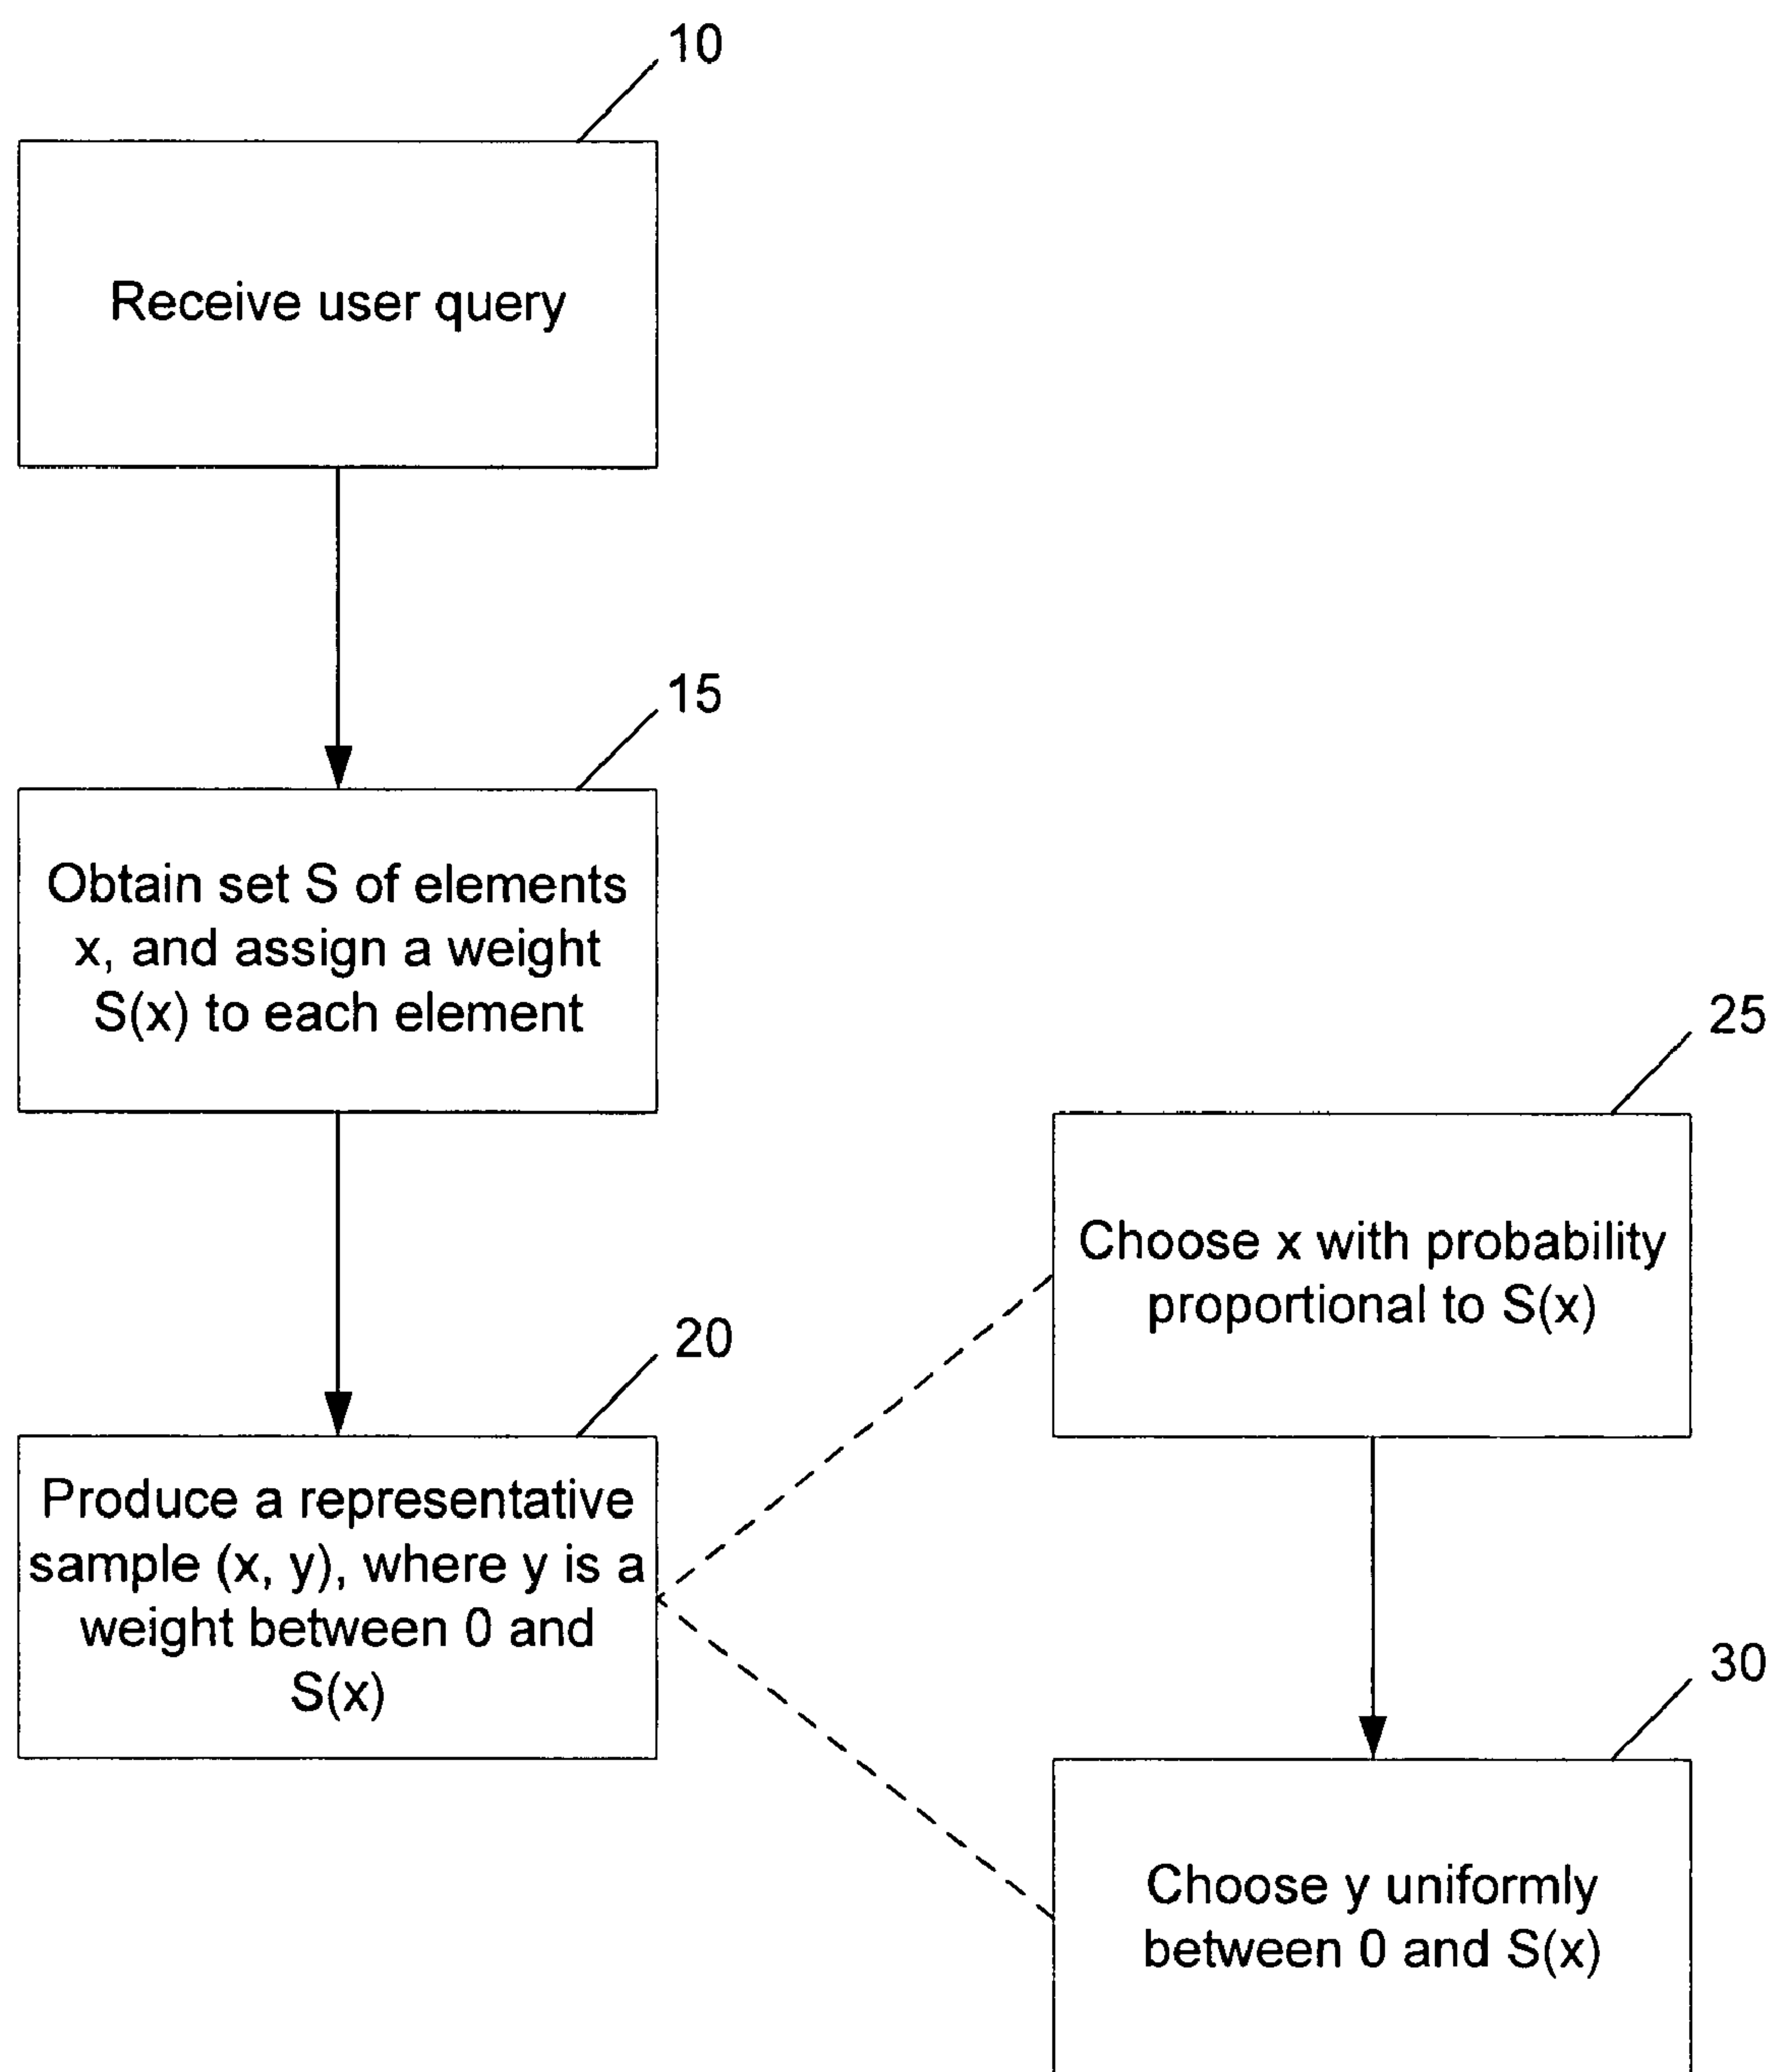 10
Receive user query
15
Obtain set S of elements
x, and assign a weight
S(x) to each element
20
Produce a representative
sample (x, y), where y is a
weight between 0 and
S(x)
25
Choose x with probability
proportional to S(x)
30
Choose y uniformly
between 0 and S(x)